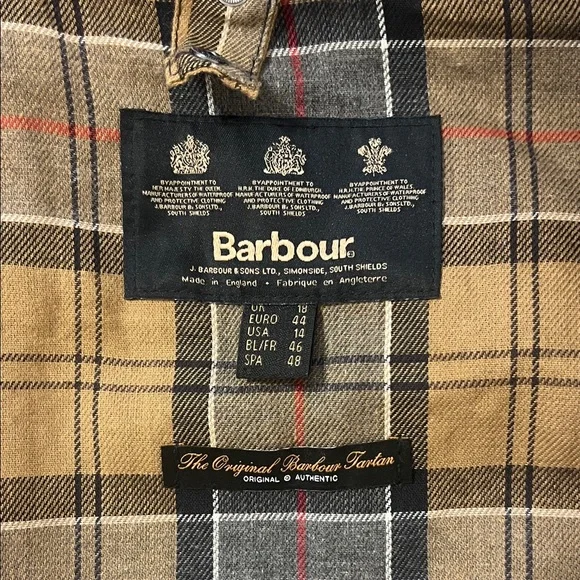 BY APPOINTMENT TO
HER MAJESTY THE QUEEN
MANUFACTURERS OF WATERPROOF
AND PROTECTIVE CLOTHING
J. BARBOUR & SONS LTD.,
SOUTH SHIELDS
BY APPOINTMENT TO
H.R.H. THE DUKE OF EDINBURGH
MANUFACTURERS OF WATERPROOF
AND PROTECTIVE CLOTHING
J. BARBOUR & SONS LTD.,
SOUTH SHIELDS
BY APPOINTMENT TO
H.R.H. THE PRINCE OF WALES
MANUFACTURERS OF WATERPROOF
AND PROTECTIVE CLOTHING
J. BARBOUR & SONS LTD.,
SOUTH SHIELDS
Barbour®
J. BARBOUR & SONS LTD., SIMONSIDE, SOUTH SHIELDS
Made in England • Fabrique en Angleterre
UK 18
EURO 44
USA 14
BL/FR 46
SPA 48
The Original Barbour Tartan
ORIGINAL © AUTHENTIC